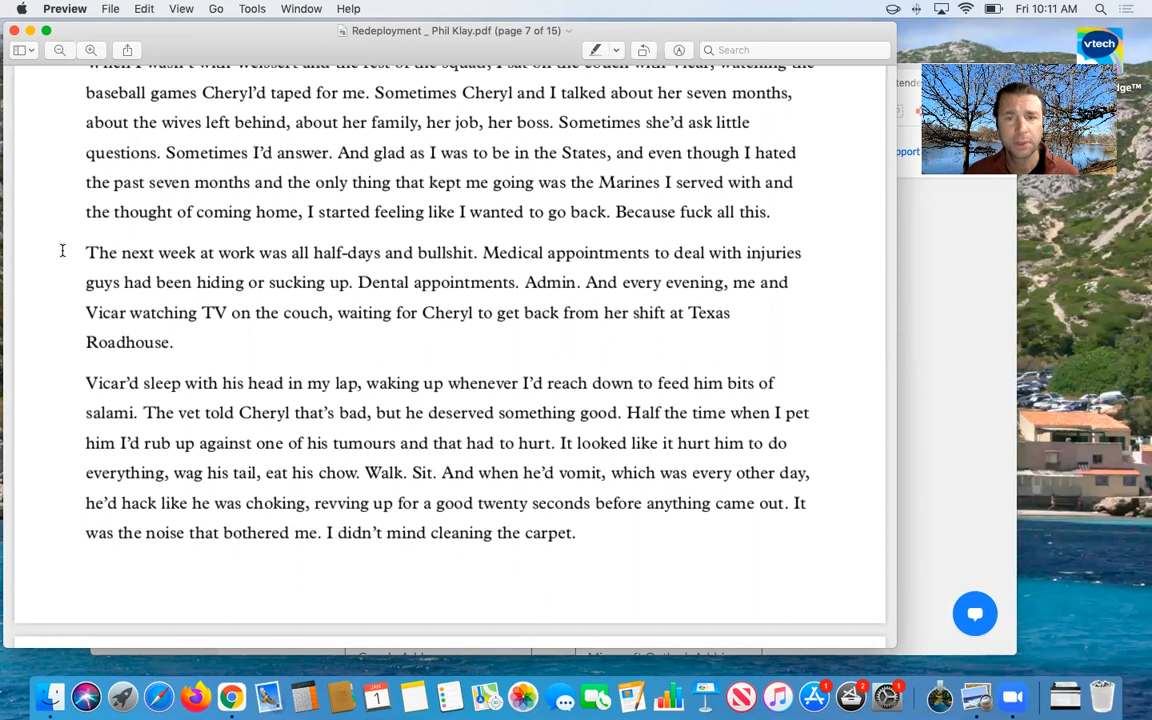 Preview File Edit View Go Tools Window Help Fri 10:11 AM
Redeployment _ Phil Klay.pdf (page 7 of 15)
Search
vtech
baseball games Cheryl’d taped for me. Sometimes Cheryl and I talked about her seven months,
about the wives left behind, about her family, her job, her boss. Sometimes she’d ask little
questions. Sometimes I’d answer. And glad as I was to be in the States, and even though I hated
the past seven months and the only thing that kept me going was the Marines I served with and
the thought of coming home, I started feeling like I wanted to go back. Because fuck all this.
The next week at work was all half-days and bullshit. Medical appointments to deal with injuries
guys had been hiding or sucking up. Dental appointments. Admin. And every evening, me and
Vicar watching TV on the couch, waiting for Cheryl to get back from her shift at Texas
Roadhouse.
Vicar’d sleep with his head in my lap, waking up whenever I’d reach down to feed him bits of
salami. The vet told Cheryl that’s bad, but he deserved something good. Half the time when I pet
him I’d rub up against one of his tumours and that had to hurt. It looked like it hurt him to do
everything, wag his tail, eat his chow. Walk. Sit. And when he’d vomit, which was every other day,
he’d hack like he was choking, revving up for a good twenty seconds before anything came out. It
was the noise that bothered me. I didn’t mind cleaning the carpet.
JAN
1
1
2
1